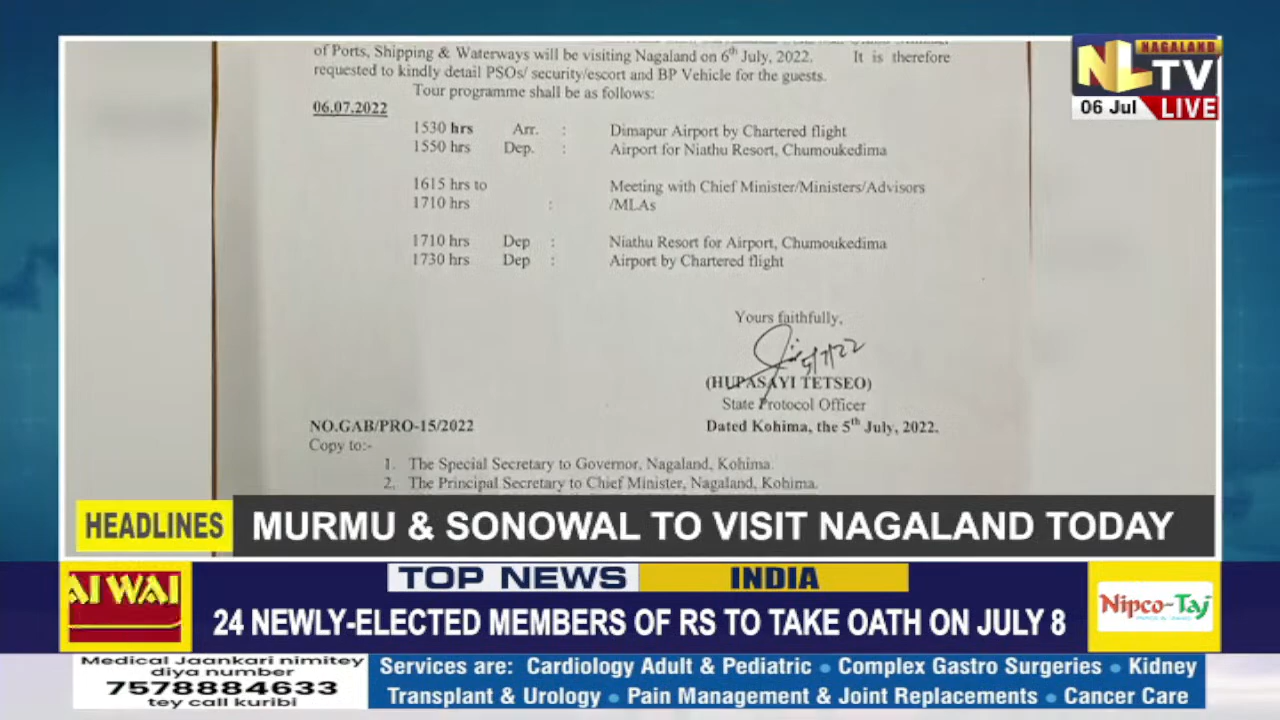 of Ports, Shipping & Waterways will be visiting Nagaland on 6th July, 2022. It is therefore
requested to kindly detail PSOs/ security/escort and BP Vehicle for the guests.
Tour programme shall be as follows:
06.07.2022
1530 hrs Arr. : Dimapur Airport by Chartered flight
1550 hrs Dep. : Airport for Niathu Resort, Chumoukedima
1615 hrs to Meeting with Chief Minister/Ministers/Advisors
1710 hrs : /MLAs
1710 hrs Dep : Niathu Resort for Airport, Chumoukedima
1730 hrs Dep : Airport by Chartered flight
Yours faithfully,
5/7/22
(HUPASAYI TETSEO)
State Protocol Officer
NO.GAB/PRO-15/2022 Dated Kohima, the 5th July, 2022.
Copy to:-
1. The Special Secretary to Governor, Nagaland, Kohima.
2. The Principal Secretary to Chief Minister, Nagaland, Kohima.
NAGALAND
NLTV
06 Jul LIVE
HEADLINES MURMU & SONOWAL TO VISIT NAGALAND TODAY
TOP NEWS INDIA
24 NEWLY-ELECTED MEMBERS OF RS TO TAKE OATH ON JULY 8
Nipco-Taj
Medical Jaankari nimitey
diya number
7578884633
tey call kuribi
Services are: Cardiology Adult & Pediatric • Complex Gastro Surgeries • Kidney
Transplant & Urology • Pain Management & Joint Replacements • Cancer Care